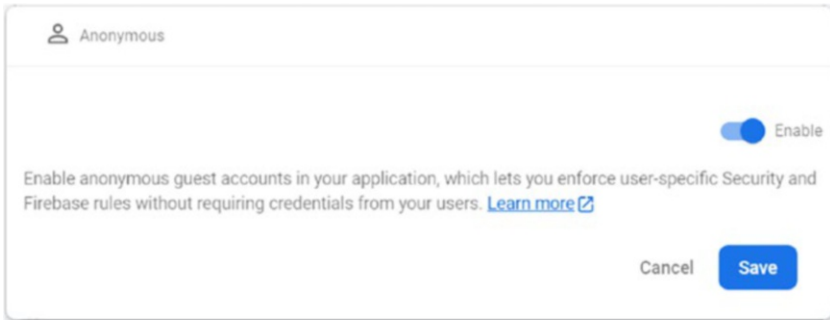 Anonymous
Enable
Enable anonymous guest accounts in your application, which lets you enforce user-specific Security and
Firebase rules without requiring credentials from your users. Learn more
Cancel
Save